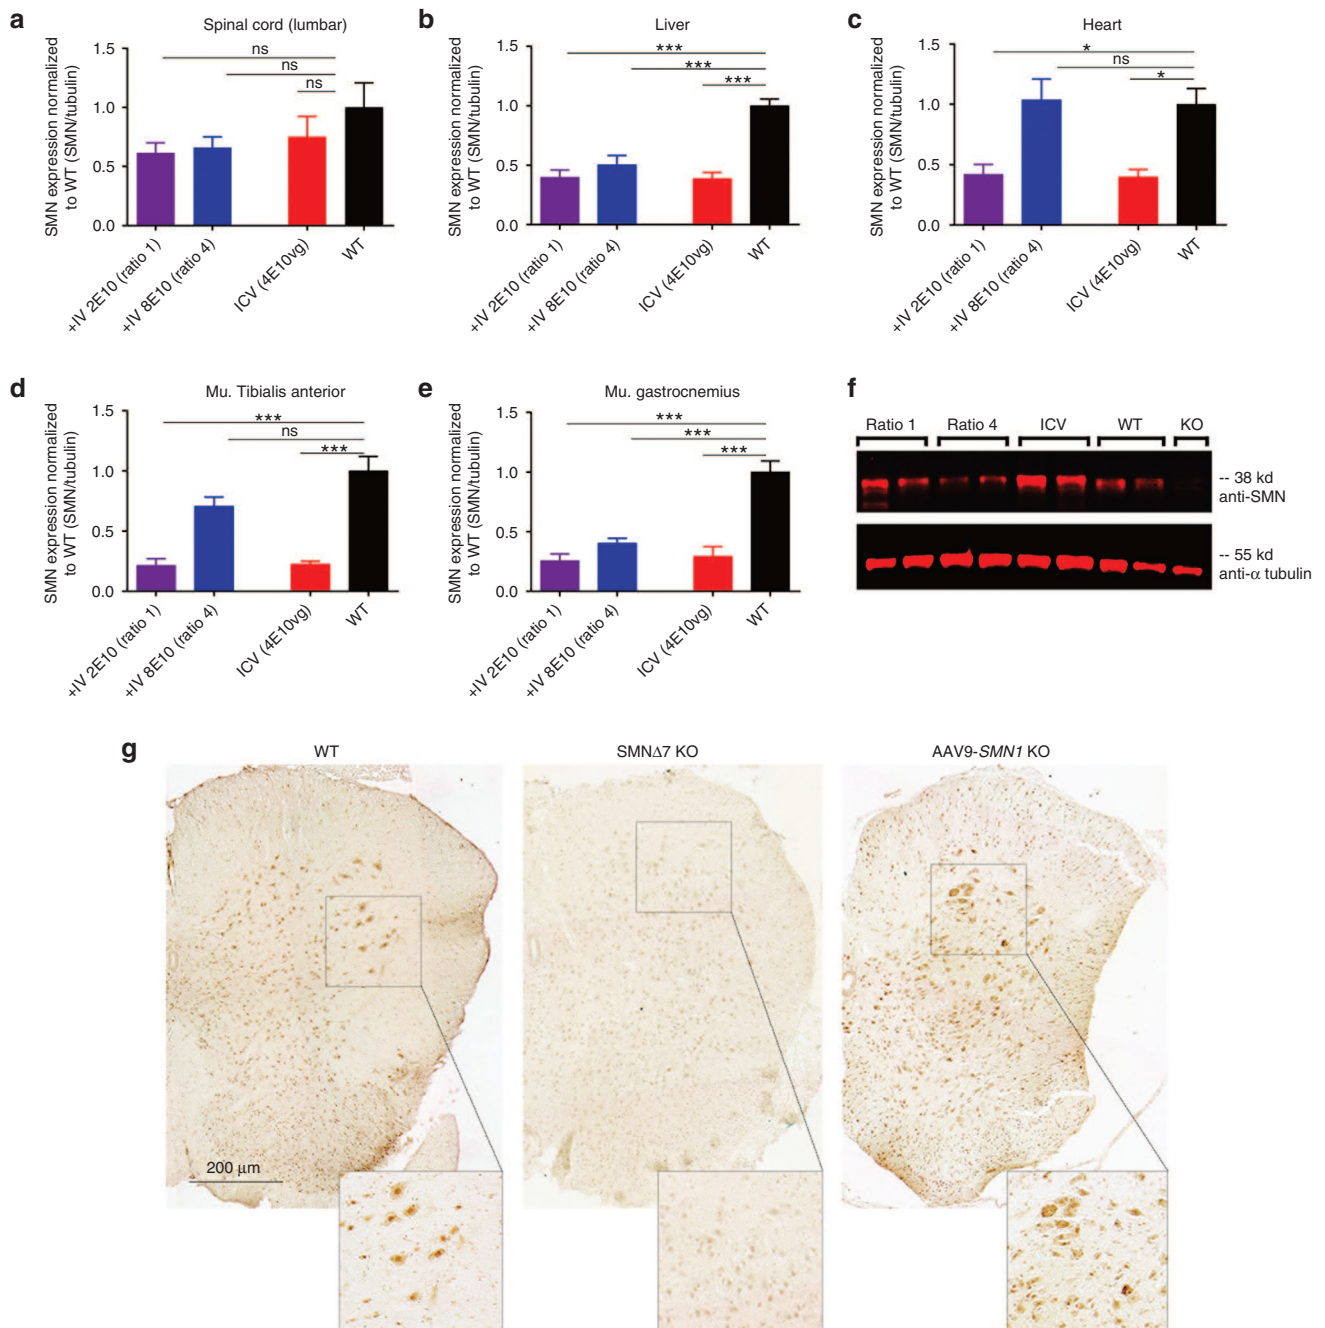 a
Spinal cord (lumbar)
SMN expression normalized
to WT (SMN/tubulin)
1.5
1.0
0.5
0.0
ns
ns
ns
+IV 2E10 (ratio 1)
+IV 8E10 (ratio 4)
ICV (4E10vg)
WT
b
Liver
SMN expression normalized
to WT (SMN/tubulin)
1.5
1.0
0.5
0.0
***
***
***
+IV 2E10 (ratio 1)
+IV 8E10 (ratio 4)
ICV (4E10vg)
WT
c
Heart
SMN expression normalized
to WT (SMN/tubulin)
1.5
1.0
0.5
0.0
*
ns
*
+IV 2E10 (ratio 1)
+IV 8E10 (ratio 4)
ICV (4E10vg)
WT
d
Mu. Tibialis anterior
SMN expression normalized
to WT (SMN/tubulin)
1.5
1.0
0.5
0.0
***
ns
***
+IV 2E10 (ratio 1)
+IV 8E10 (ratio 4)
ICV (4E10vg)
WT
e
Mu. gastrocnemius
SMN expression normalized
to WT (SMN/tubulin)
1.5
1.0
0.5
0.0
***
***
***
+IV 2E10 (ratio 1)
+IV 8E10 (ratio 4)
ICV (4E10vg)
WT
f
Ratio 1 Ratio 4 ICV WT KO
-- 38 kd
anti-SMN
-- 55 kd
anti-α tubulin
g
WT
SMNΔ7 KO
AAV9-SMN1 KO
200 μm